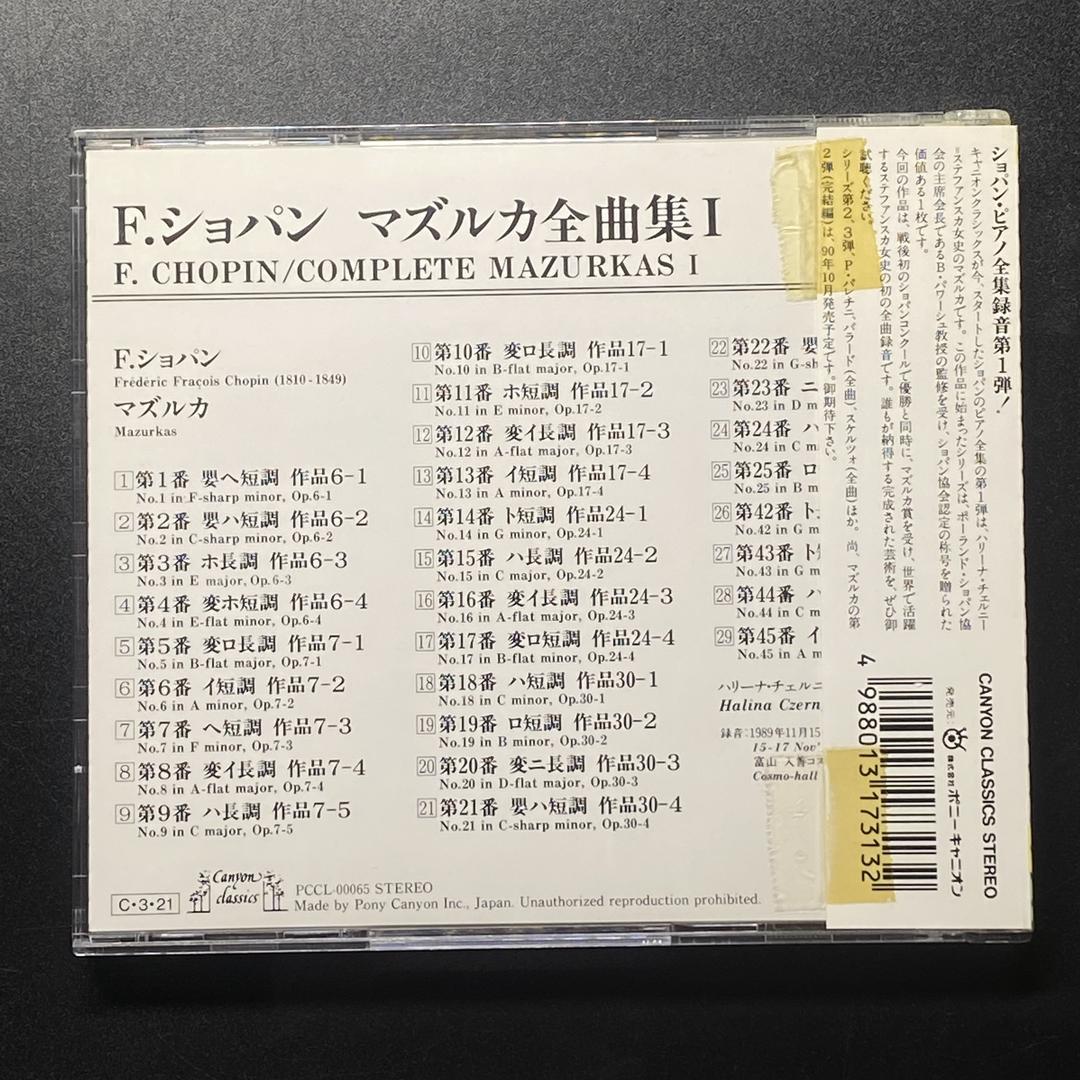 F.ショパン マズルカ全曲集I
F. CHOPIN/COMPLETE MAZURKAS I
F.ショパン
Fréderic Fraçois Chopin (1810-1849)
マズルカ
Mazurkas
1 第1番 嬰ヘ短調 作品6-1
No.1 in F-sharp minor, Op.6-1
2 第2番 嬰ハ短調 作品6-2
No.2 in C-sharp minor, Op.6-2
3 第3番 ホ長調 作品6-3
No.3 in E major, Op.6-3
4 第4番 変ホ短調 作品6-4
No.4 in E-flat minor, Op.6-4
5 第5番 変ロ長調 作品7-1
No.5 in B-flat major, Op.7-1
6 第6番 イ短調 作品7-2
No.6 in A minor, Op.7-2
7 第7番 ヘ短調 作品7-3
No.7 in F minor, Op.7-3
8 第8番 変イ長調 作品7-4
No.8 in A-flat major, Op.7-4
9 第9番 ハ長調 作品7-5
No.9 in C major, Op.7-5
10 第10番 変ロ長調 作品17-1
No.10 in B-flat major, Op.17-1
11 第11番 ホ短調 作品17-2
No.11 in E minor, Op.17-2
12 第12番 変イ長調 作品17-3
No.12 in A-flat major, Op.17-3
13 第13番 イ短調 作品17-4
No.13 in A minor, Op.17-4
14 第14番 ト短調 作品24-1
No.14 in G minor, Op.24-1
15 第15番 ハ長調 作品24-2
No.15 in C major, Op.24-2
16 第16番 変イ長調 作品24-3
No.16 in A-flat major, Op.24-3
17 第17番 変ロ短調 作品24-4
No.17 in B-flat minor, Op.24-4
18 第18番 ハ短調 作品30-1
No.18 in C minor, Op.30-1
19 第19番 ロ短調 作品30-2
No.19 in B minor, Op.30-2
20 第20番 変ニ長調 作品30-3
No.20 in D-flat major, Op.30-3
21 第21番 嬰ハ短調 作品30-4
No.21 in C-sharp minor, Op.30-4
22 第22番 嬰
No.22 in G-sh
23 第23番 ニ
No.23 in D m
24 第24番 ハ
No.24 in C m
25 第25番 ロ
No.25 in B m
26 第42番 ト
No.42 in G m
27 第43番 ト
No.43 in G m
28 第44番 ハ
No.44 in C m
29 第45番 イ
No.45 in A m
ハリーナ・チェルニ
Halina Czern
録音:1989年11月15
15-17 Nov'
富山 入善コス
Cosmo-hall
C・3・21
Canyon
classics
PCCL-00065 STEREO
Made by Pony Canyon Inc., Japan. Unauthorized reproduction prohibited.
ショパン・ピアノ全集録音第1弾!
キャニオンクラシックスが今、スタートしたショパンのピアノ全集の第1弾は、ハリーナ・チェルニー
=ステファンスカ女史のマズルカです。この作品に始まったシリーズは、ポーランド・ショパン協
会の主席会長であるB・パワーシュ教授の監修を受け、ショパン協会認定の称号を贈られた
価値ある1枚です。
今回の作品は、戦後初のショパンコンクールで優勝と同時に、マズルカ賞を受け、世界で活躍
するステファンスカ女史の初の全曲録音です。誰もが納得する完成された芸術を、ぜひ御
試聴ください。
シリーズ第2、3弾、P・パレチニ、バラード(全曲)、スケルツォ(全曲)ほか。尚、マズルカの第
2弾(完結編)は、90年10月発売予定です。御期待下さい。
CANYON CLASSICS STEREO
発売元:株式会社ポニーキャニオン
4 988013 173132